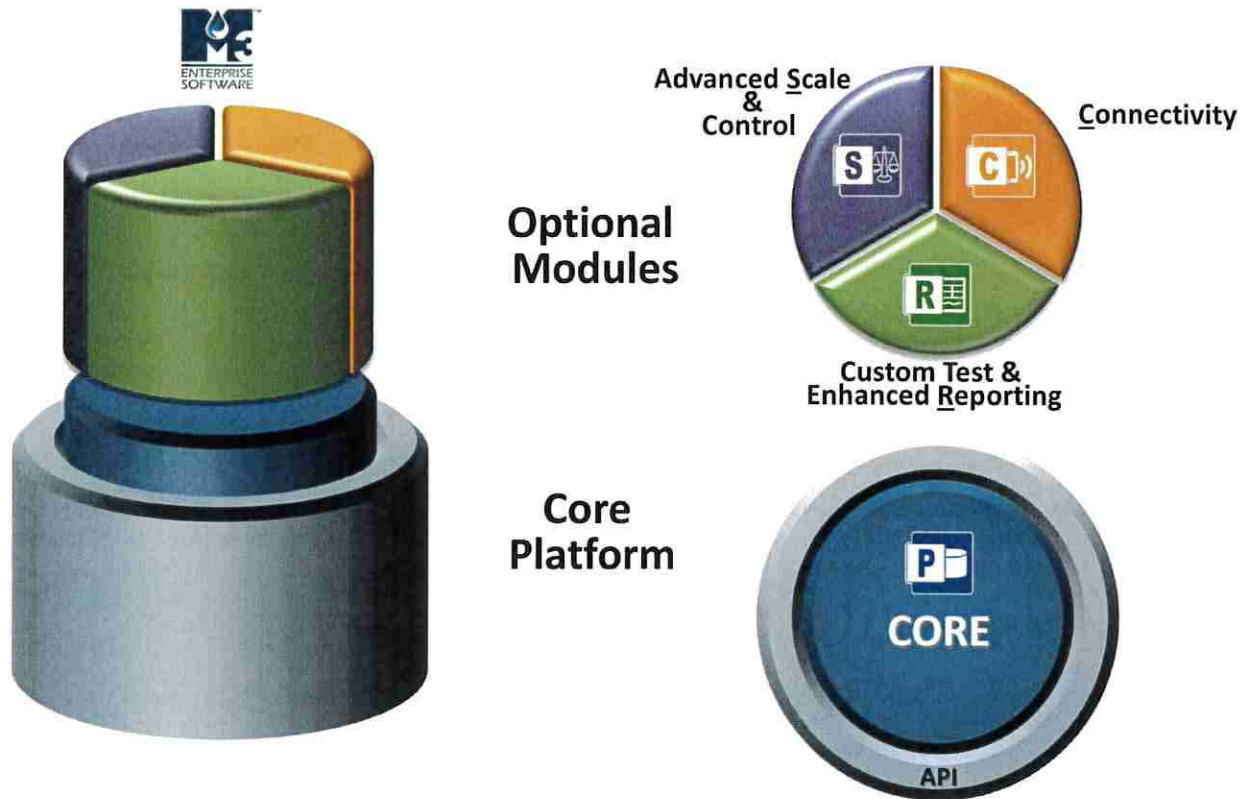 M3
ENTERPRISE
SOFTWARE
Advanced Scale
&
Control
Connectivity
S
C
Optional
Modules
R
Custom Test &
Enhanced Reporting
Core
Platform
P
CORE
API